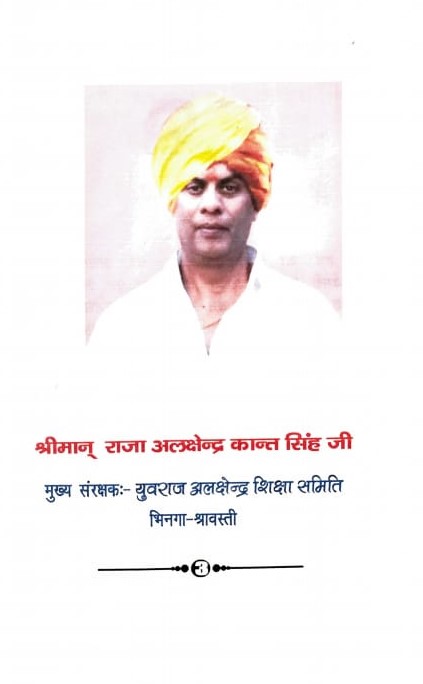 श्रीमान् राजा अलक्षेन्द्र कान्त सिंह जी
मुख्य संरक्षकः- युवराज अलक्षेन्द्र शिक्षा समिति
भिनगा-श्रावस्ती
3